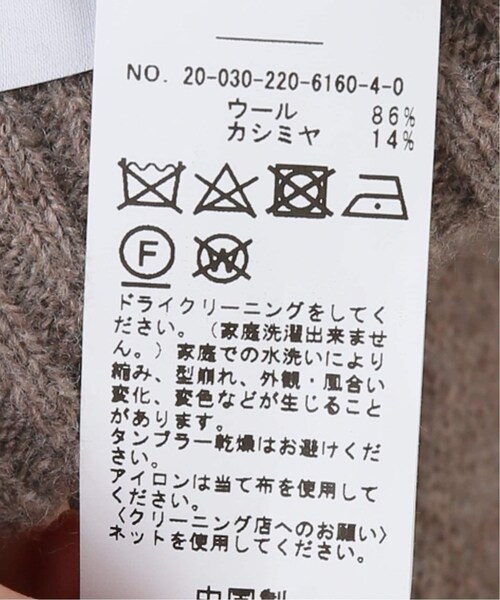 NO. 20-030-220-6160-4-0
ウール 86%
カシミヤ 14%
F W
ドライクリーニングをしてく
ださい。（家庭洗濯出来ませ
ん。）家庭での水洗いにより
縮み、型崩れ、外観・風合い
変化、変色などが生じること
があります。
タンブラー乾燥はお避けくだ
さい。
アイロンは当て布を使用して
ください。
〈クリーニング店へのお願い〉
ネットを使用してください。
中国製